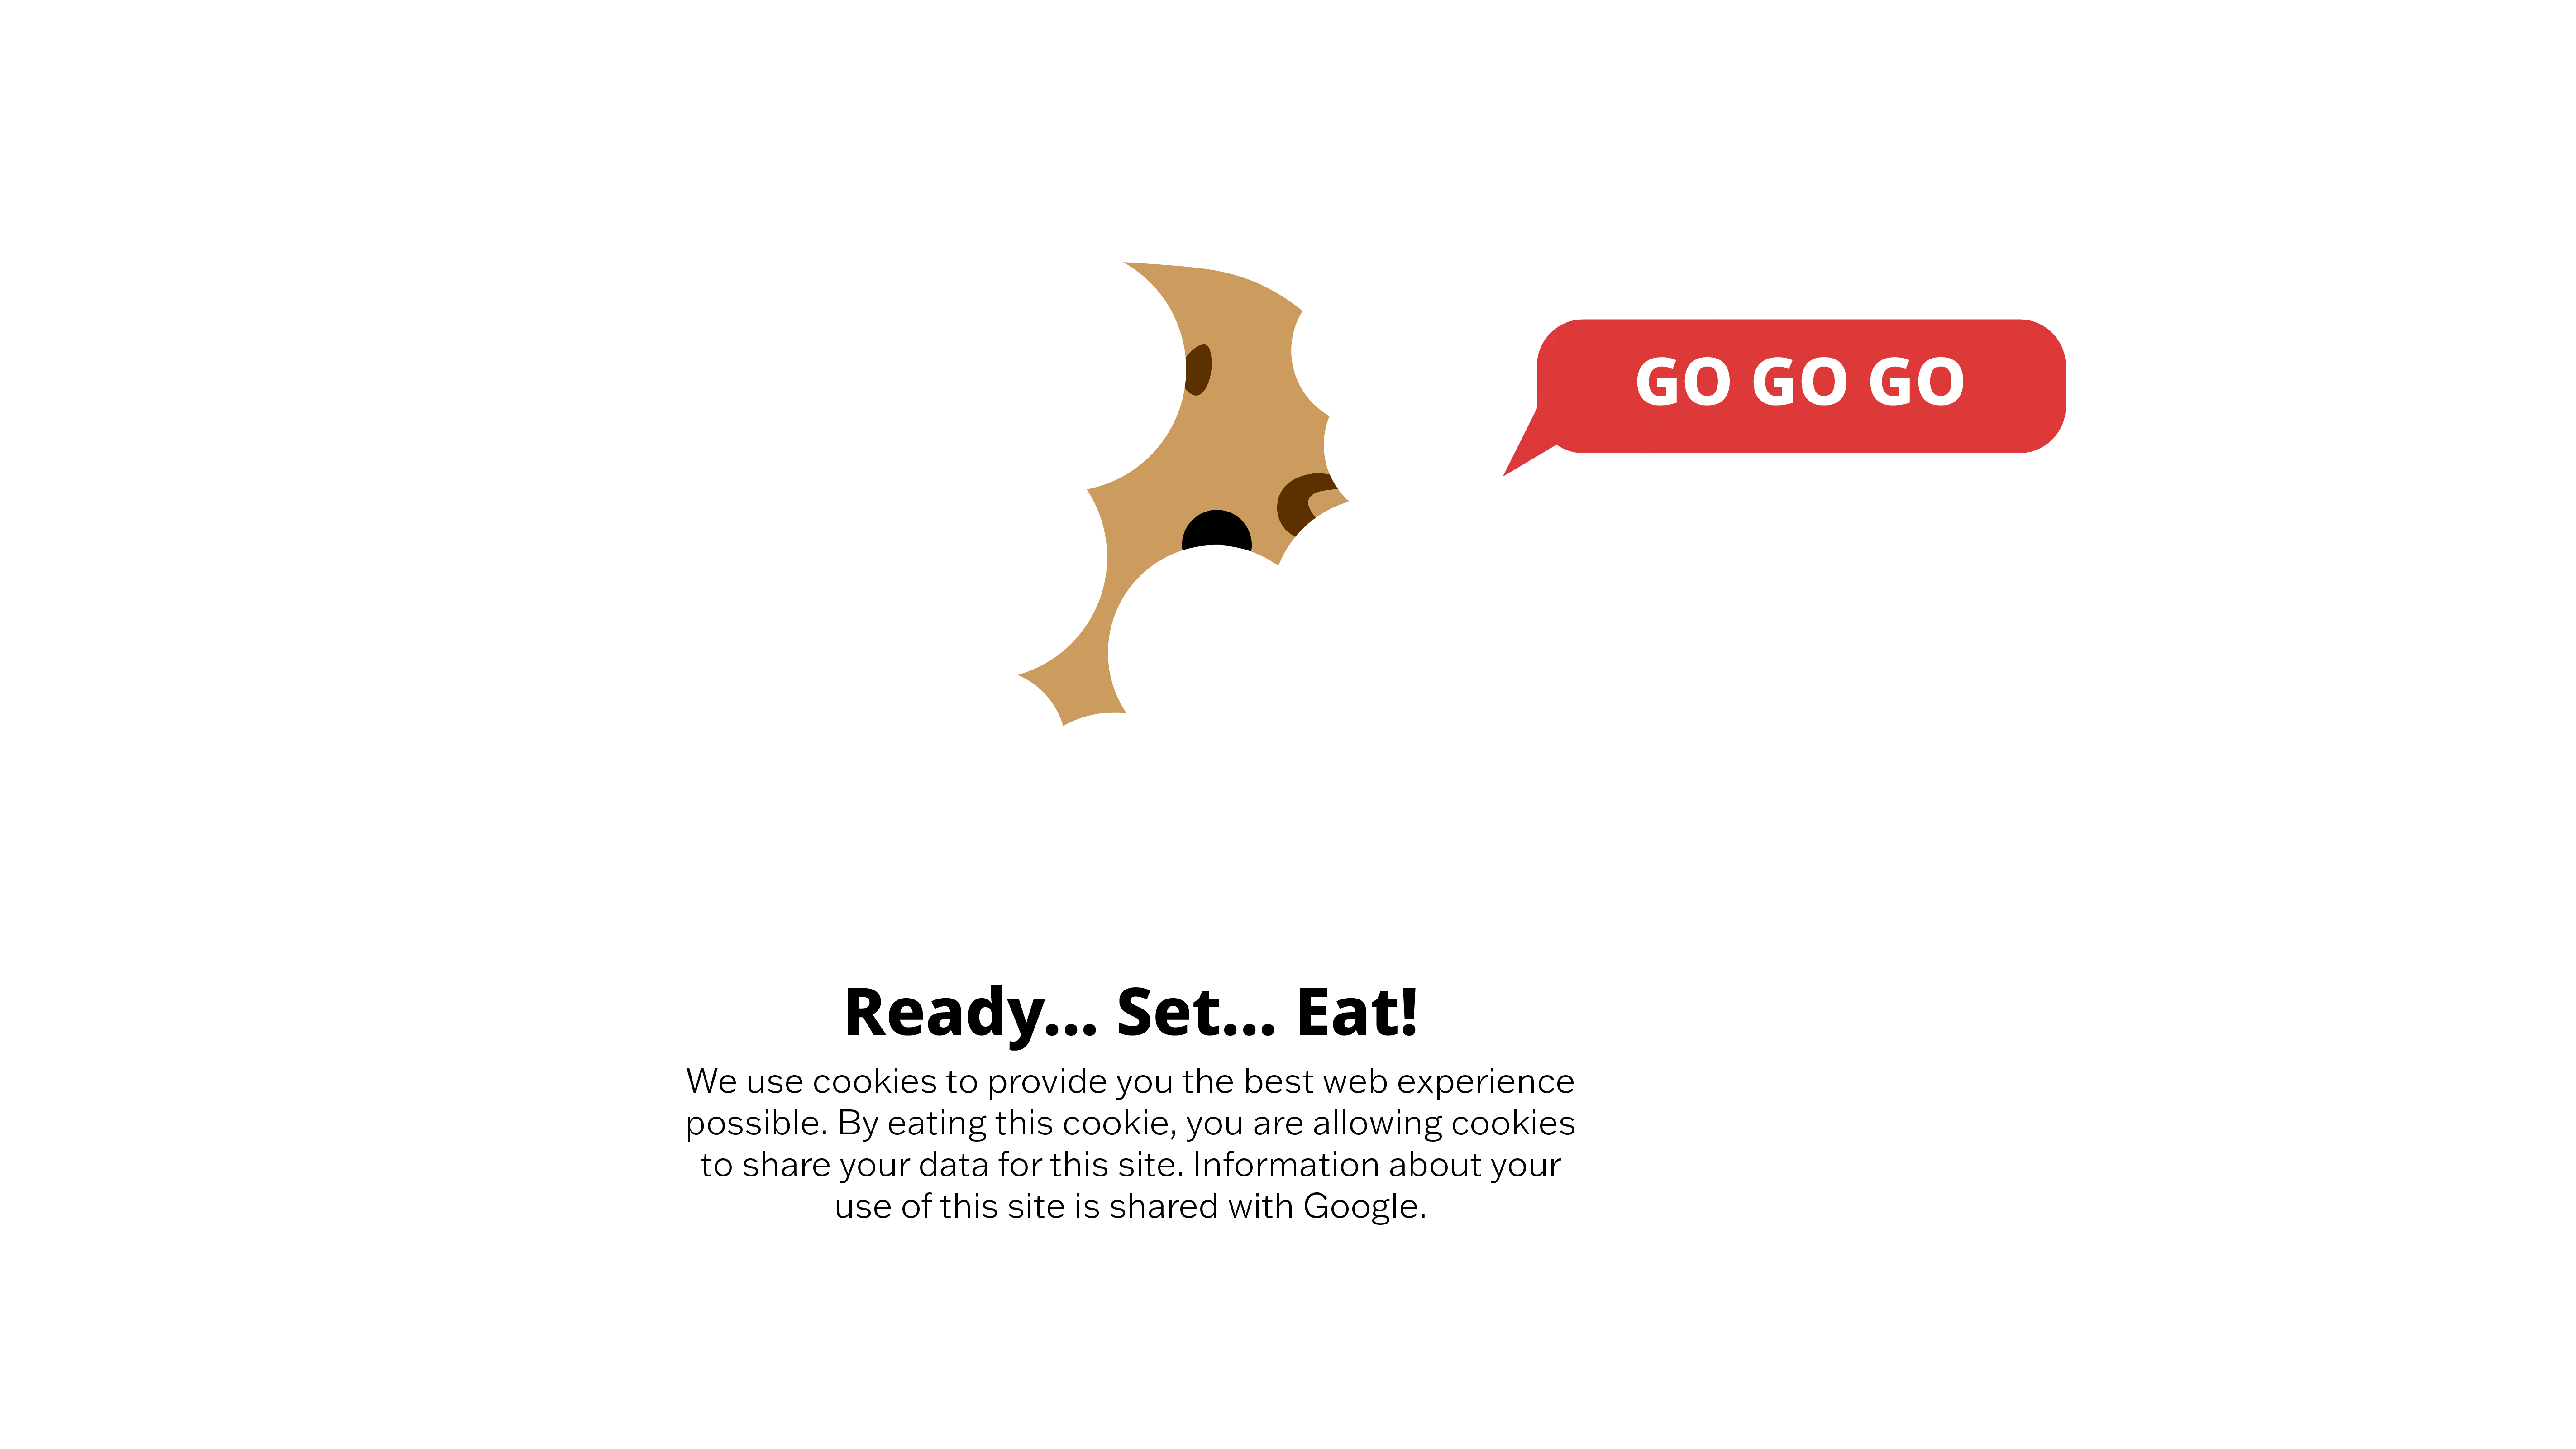 GO GO GO
Ready... Set... Eat!
We use cookies to provide you the best web experience
possible. By eating this cookie, you are allowing cookies
to share your data for this site. Information about your
use of this site is shared with Google.